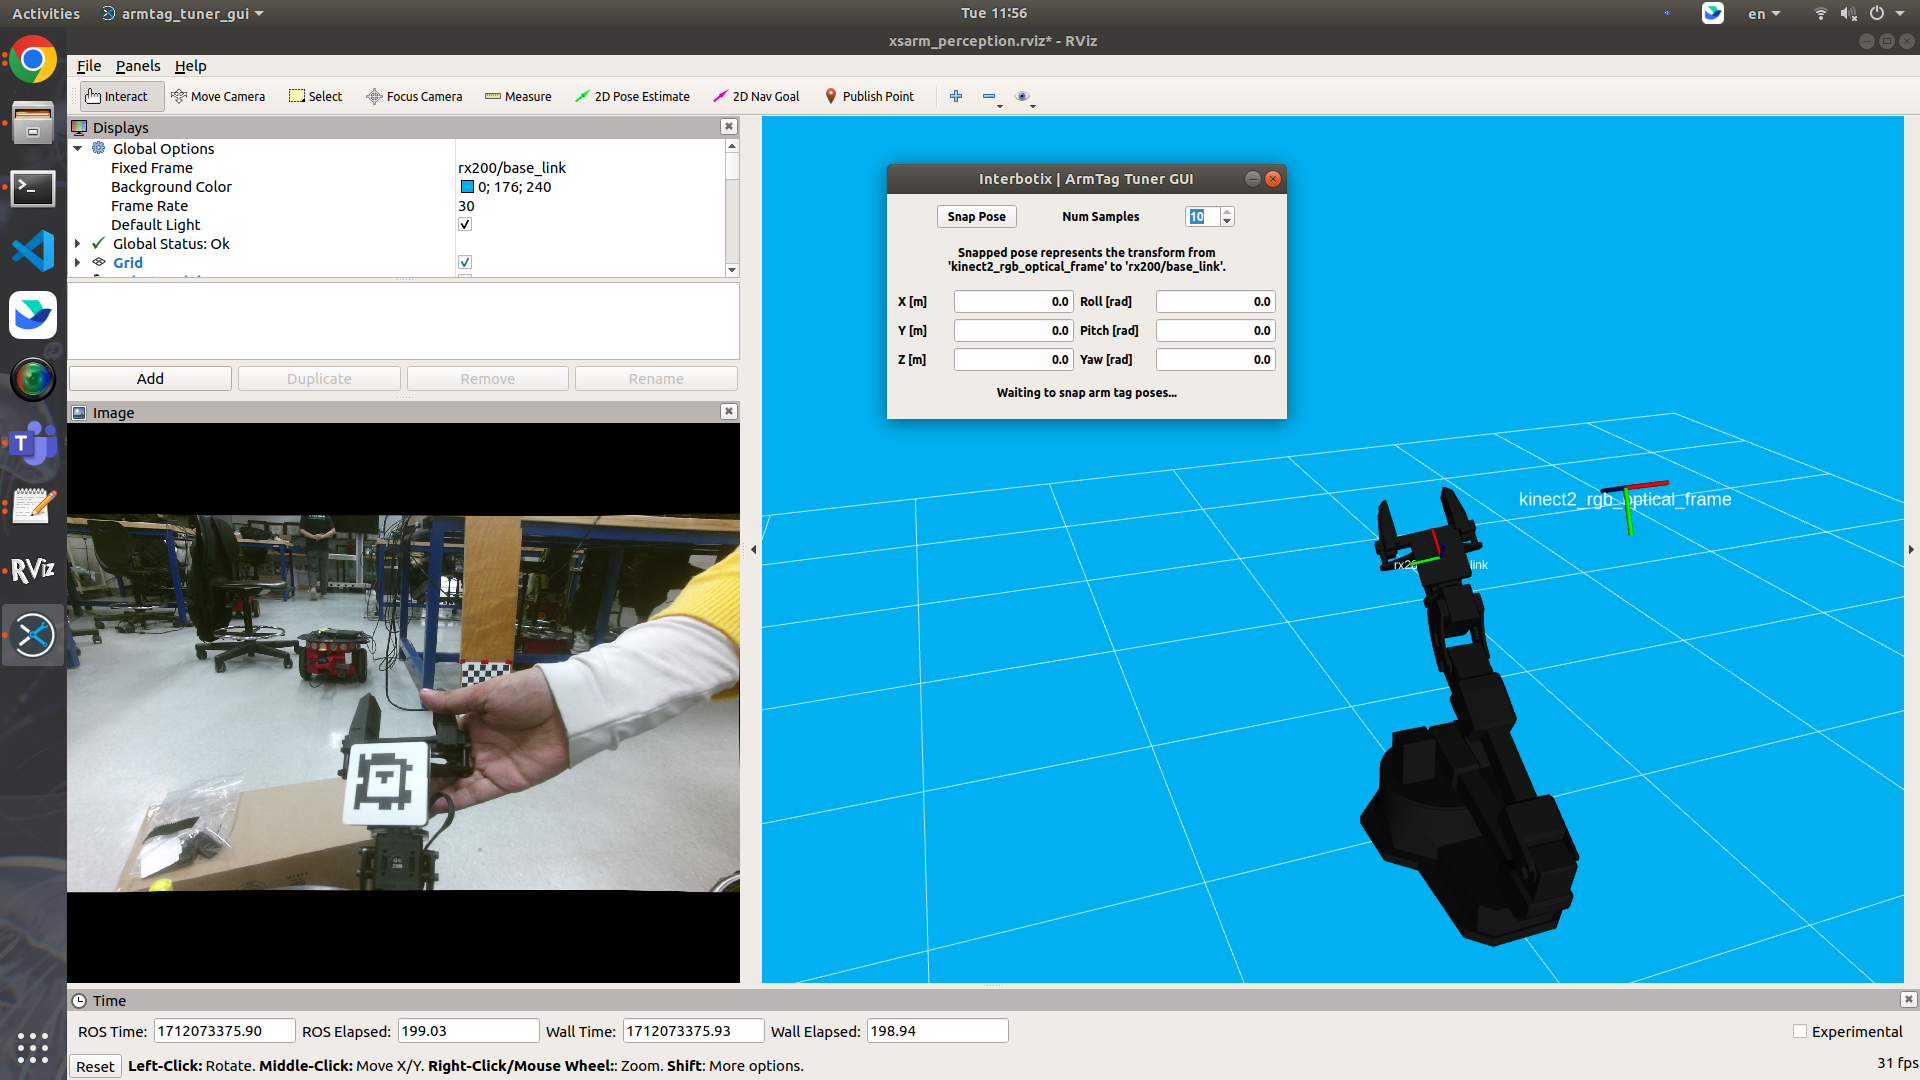 Activities armtag_tuner_gui Tue 11:56 en
xsarm_perception.rviz* - RViz
File Panels Help
Interact Move Camera Select Focus Camera Measure 2D Pose Estimate 2D Nav Goal Publish Point
Displays
Global Options
Fixed Frame rx200/base_link
Background Color 0; 176; 240
Frame Rate 30
Default Light
Global Status: Ok
Grid
Add Duplicate Remove Rename
Image
Interbotix | ArmTag Tuner GUI
Snap Pose Num Samples 10
Snapped pose represents the transform from
'kinect2_rgb_optical_frame' to 'rx200/base_link'.
X [m] 0.0 Roll [rad] 0.0
Y [m] 0.0 Pitch [rad] 0.0
Z [m] 0.0 Yaw [rad] 0.0
Waiting to snap arm tag poses...
kinect2_rgb_optical_frame
T
RViz
Time
ROS Time: 1712073375.90 ROS Elapsed: 199.03 Wall Time: 1712073375.93 Wall Elapsed: 198.94 Experimental
Reset Left-Click: Rotate. Middle-Click: Move X/Y. Right-Click/Mouse Wheel:: Zoom. Shift: More options. 31 fps